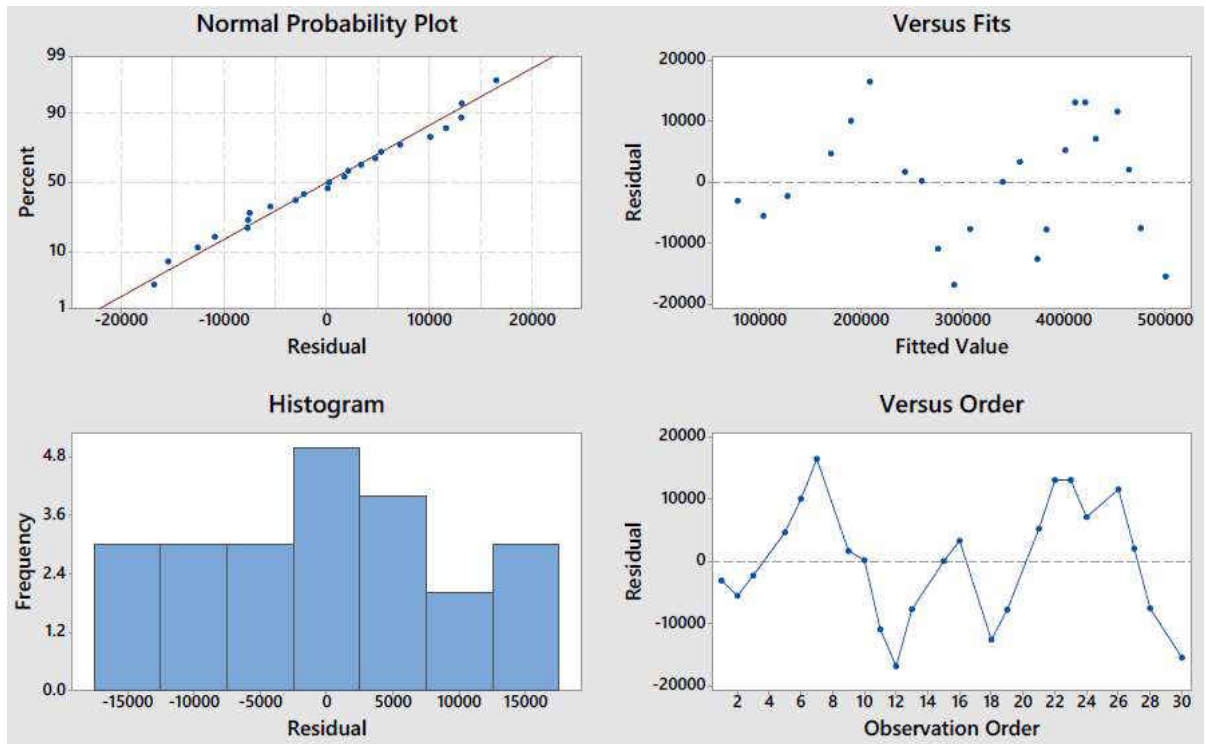 Normal Probability Plot
99
90
50
10
1
Percent
-20000 -10000 0 10000 20000
Residual
Versus Fits
20000
10000
0
-10000
-20000
Residual
100000 200000 300000 400000 500000
Fitted Value
Histogram
4.8
3.6
2.4
1.2
0.0
Frequency
-15000 -10000 -5000 0 5000 10000 15000
Residual
Versus Order
20000
10000
0
-10000
-20000
Residual
2 4 6 8 10 12 14 16 18 20 22 24 26 28 30
Observation Order